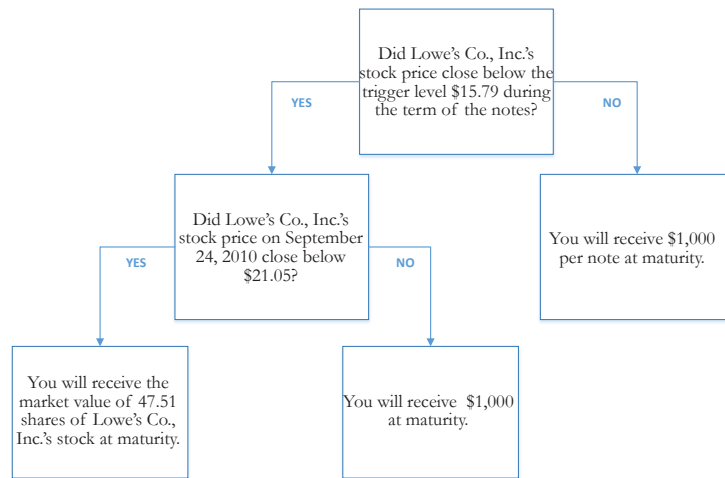 Did Lowe's Co., Inc.'s
stock price close below the
trigger level $15.79 during
the term of the notes?
YES
NO
Did Lowe's Co., Inc.'s
stock price on September
24, 2010 close below
$21.05?
You will receive $1,000
per note at maturity.
YES
NO
You will receive the
market value of 47.51
shares of Lowe's Co.,
Inc.'s stock at maturity.
You will receive $1,000
at maturity.